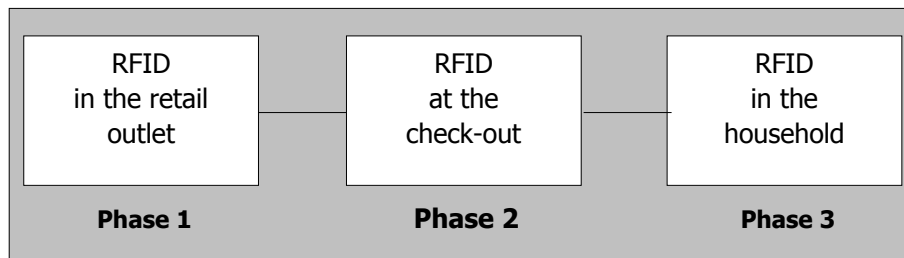 RFID
in the retail
outlet
RFID
at the
check-out
RFID
in the
household
Phase 1
Phase 2
Phase 3